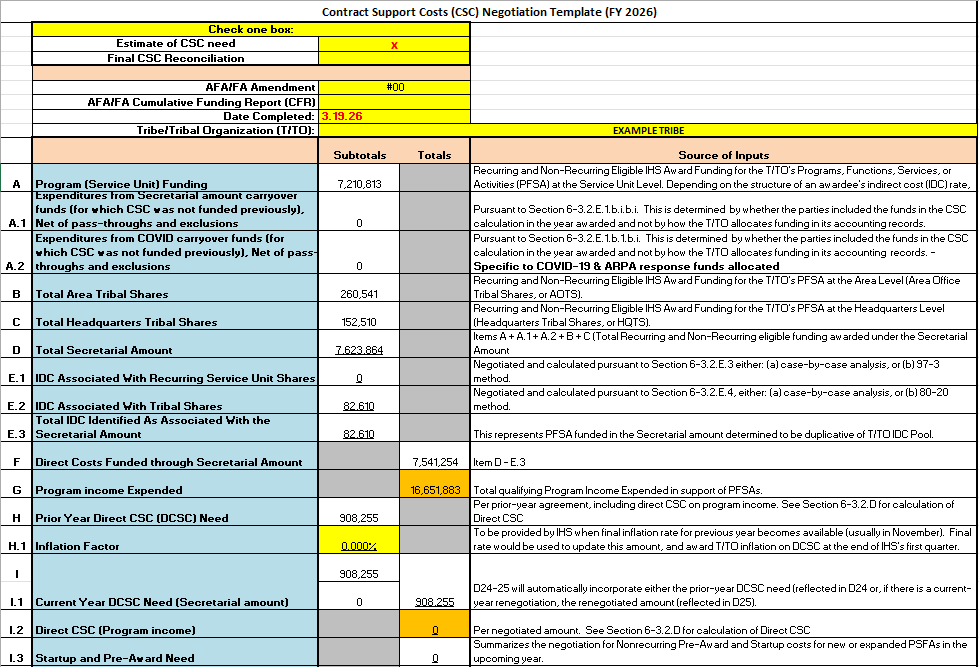 Contract Support Costs (CSC) Negotiation Template (FY 2026)
Check one box:
Estimate of CSC need x
Final CSC Reconciliation
AFA/FA Amendment #00
AFA/FA Cumulative Funding Report (CFR)
Date Completed: 3.19.26
Tribe/Tribal Organization (T/TO): EXAMPLE TRIBE
Subtotals Totals Source of Inputs
A Program (Service Unit) Funding 7,210,813
Recurring and Non-Recurring Eligible IHS Award Funding for the T/TO's Programs, Functions, Services, or
Activities (PFSA) at the Service Unit Level. Depending on the structure of an awardee's indirect cost (IDC) rate,
A.1
Expenditures from Secretarial amount carryover
funds (for which CSC was not funded previously),
Net of pass-throughs and exclusions
0
Pursuant to Section 6-3.2.E.1.b.i.b.i. This is determined by whether the parties included the funds in the CSC
calculation in the year awarded and not by how the T/TO allocates funding in its accounting records.
A.2
Expenditures from COVID carryover funds (for
which CSC was not funded previously), Net of pass-
throughs and exclusions
0
Pursuant to Section 6-3.2.E.1.b.1.b.i. This is determined by whether the parties included the funds in the CSC
calculation in the year awarded and not by how the T/TO allocates funding in its accounting records. -
Specific to COVID-19 & ARPA response funds allocated
B Total Area Tribal Shares 260,541
Recurring and Non-Recurring Eligible IHS Award Funding for the T/TO's PFSA at the Area Level (Area Office
Tribal Shares, or AOTS).
C Total Headquarters Tribal Shares 152,510
Recurring and Non-Recurring Eligible IHS Award Funding for the T/TO's PFSA at the Headquarters Level
(Headquarters Tribal Shares, or HQTS).
D Total Secretarial Amount 7,623,864
Items A + A.1 + A.2 + B + C (Total Recurring and Non-Recurring eligible funding awarded under the Secretarial
Amount
E.1 IDC Associated With Recurring Service Unit Shares 0
Negotiated and calculated pursuant to Section 6-3.2.E.3 either: (a) case-by-case analysis, or (b) 97-3
method.
E.2 IDC Associated With Tribal Shares 82,610
Negotiated and calculated pursuant to Section 6-3.2.E.4, either: (a) case-by-case analysis, or (b) 80-20
method.
E.3
Total IDC Identified As Associated With the
Secretarial Amount
82,610
This represents PFSA funded in the Secretarial amount determined to be duplicative of T/TO IDC Pool.
F Direct Costs Funded through Secretarial Amount 7,541,254 Item D - E.3
G Program income Expended 16,651,883 Total qualifying Program Income Expended in support of PFSAs.
H Prior Year Direct CSC (DCSC) Need 908,255
Per prior-year agreement, including direct CSC on program income. See Section 6-3.2.D for calculation of
Direct CSC
H.1 Inflation Factor 0.000%
To be provided by IHS when final inflation rate for previous year becomes available (usually in November). Final
rate would be used to update this amount, and award T/TO inflation on DCSC at the end of IHS's first quarter.
I 908,255
I.1 Current Year DCSC Need (Secretarial amount) 0 908,255
D24-25 will automatically incorporate either the prior-year DCSC need (reflected in D24 or, if there is a current-
year renegotiation, the renegotiated amount (reflected in D25).
I.2 Direct CSC (Program income) 0 Per negotiated amount. See Section 6-3.2.D for calculation of Direct CSC
I.3 Startup and Pre-Award Need 0
Summarizes the negotiation for Nonrecurring Pre-Award and Startup costs for new or expanded PSFAs in the
upcoming year.